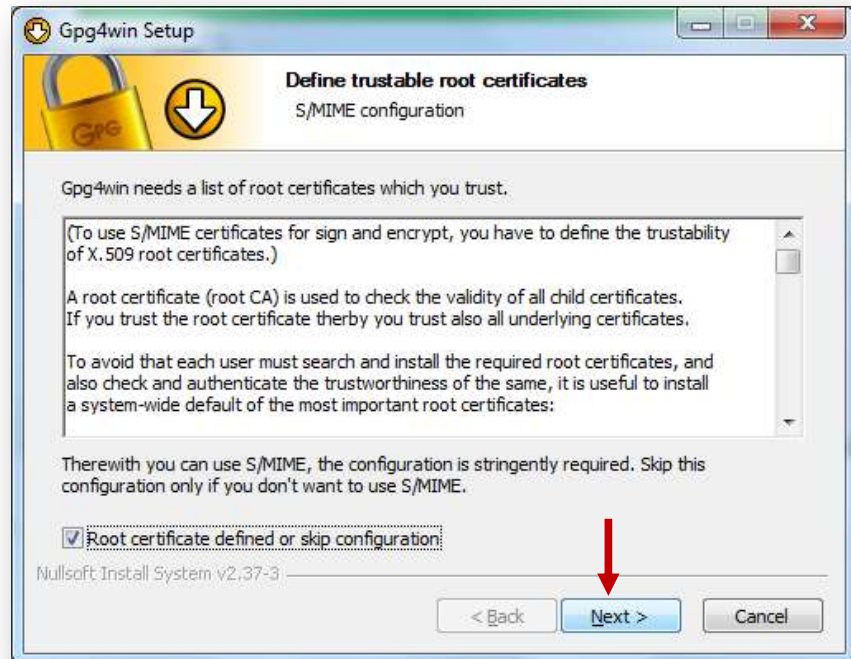 Gpg4win Setup
Define trustable root certificates
S/MIME configuration
GPG
Gpg4win needs a list of root certificates which you trust.
(To use S/MIME certificates for sign and encrypt, you have to define the trustability
of X.509 root certificates.)
A root certificate (root CA) is used to check the validity of all child certificates.
If you trust the root certificate therby you trust also all underlying certificates.
To avoid that each user must search and install the required root certificates, and
also check and authenticate the trustworthiness of the same, it is useful to install
a system-wide default of the most important root certificates:
Therewith you can use S/MIME, the configuration is stringently required. Skip this
configuration only if you don't want to use S/MIME.
Root certificate defined or skip configuration
Nullsoft Install System v2.37-3
< Back Next > Cancel